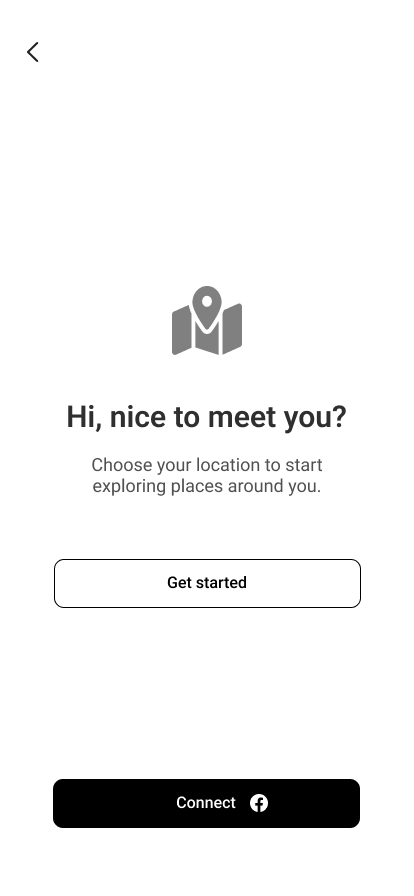 Hi, nice to meet you?
Choose your location to start
exploring places around you.
Get started
Connect